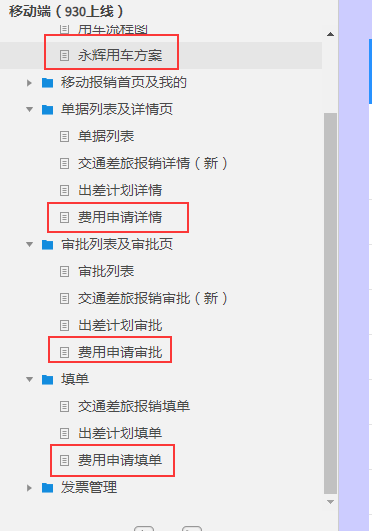 移动端（930上线）
用车流程图
永辉用车方案
移动报销首页及我的
单据列表及详情页
单据列表
交通差旅报销详情（新）
出差计划详情
费用申请详情
审批列表及审批页
审批列表
交通差旅报销审批（新）
出差计划审批
费用申请审批
填单
交通差旅报销填单
出差计划填单
费用申请填单
发票管理